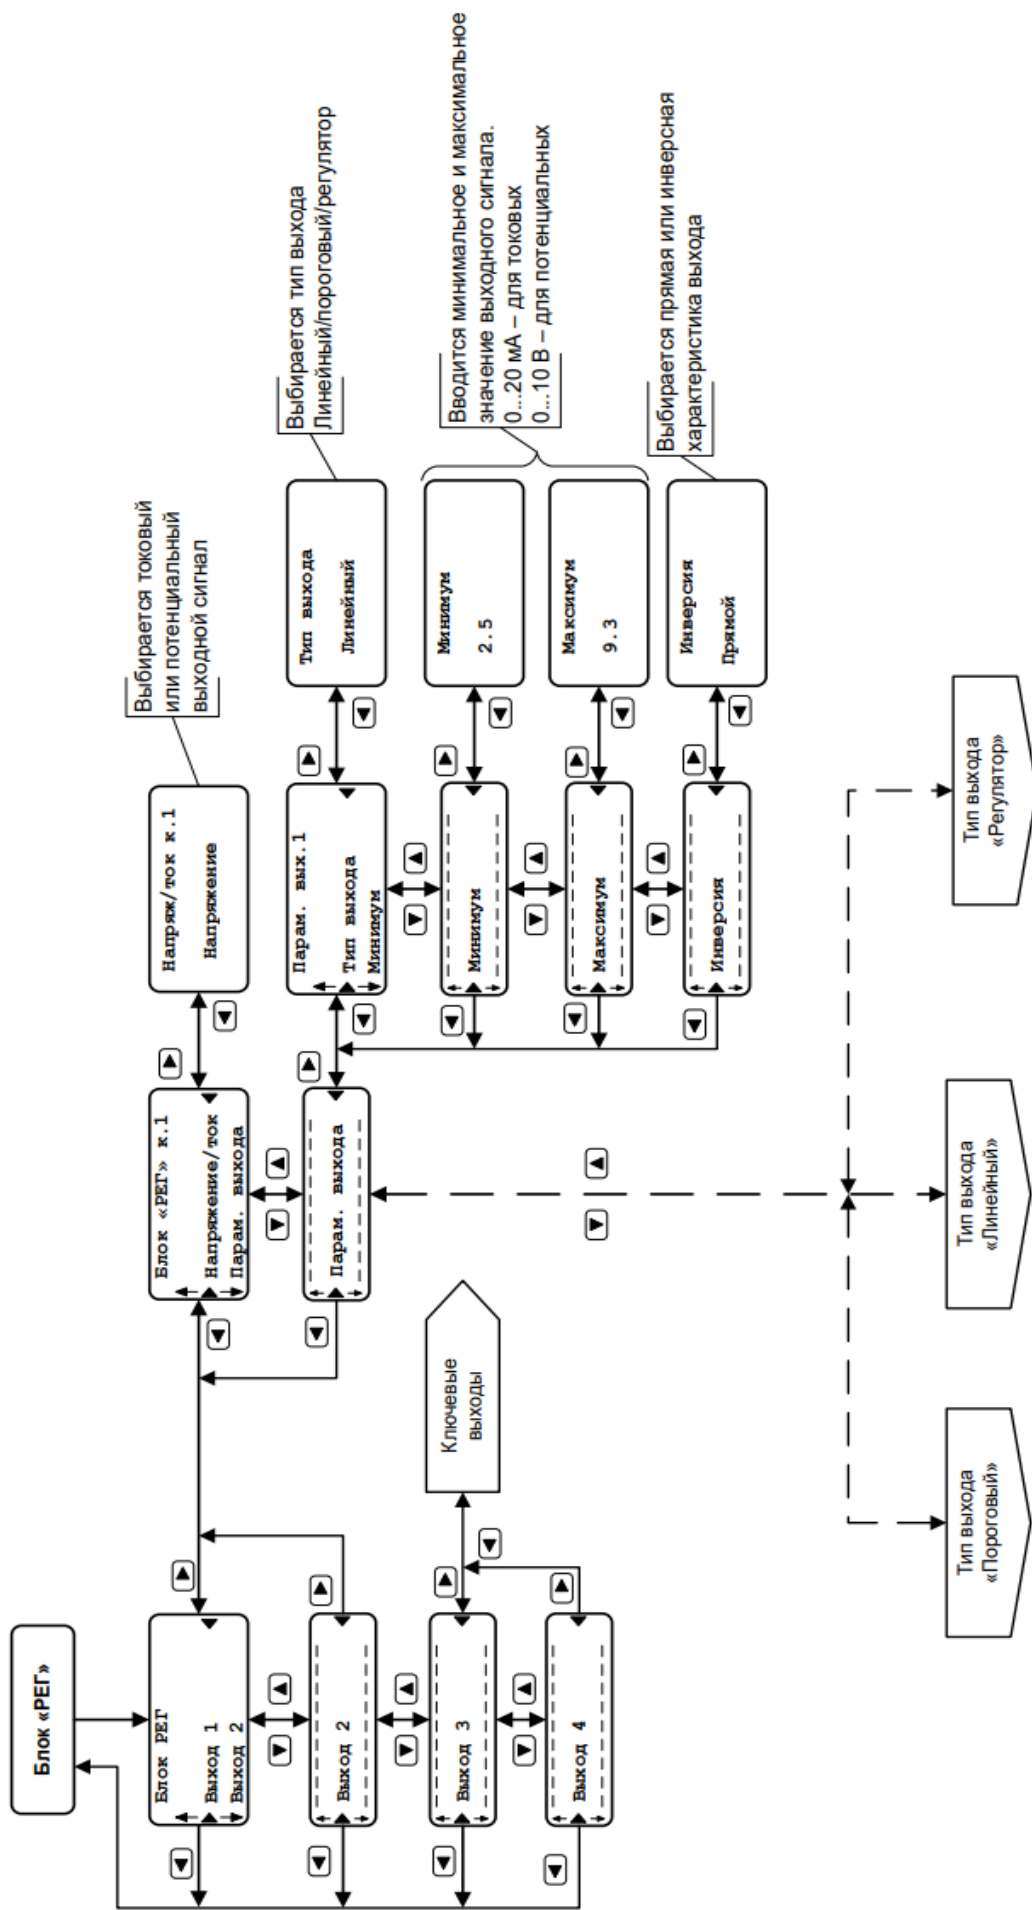 Блок «РЕГ»
Блок РЕГ
Выход 1
Выход 2
Выход 2
Выход 3
Выход 4
Ключевые
выходы
Блок «РЕГ» к.1
Напряжение/ток
Парам. выхода
Парам. выхода
Напряж/ток к.1
Напряжение
Выбирается токовый
или потенциальный
выходной сигнал
Парам. вых.1
Тип выхода
Минимум
Минимум
Максимум
Инверсия
Тип выхода
Линейный
Минимум
2.5
Максимум
9.3
Инверсия
Прямой
Выбирается тип выхода
Линейный/пороговый/регулятор
Вводится минимальное и максимальное
значение выходного сигнала.
0...20 мА – для токовых
0...10 В – для потенциальных
Выбирается прямая или инверсная
характеристика выхода
Тип выхода
«Пороговый»
Тип выхода
«Линейный»
Тип выхода
«Регулятор»